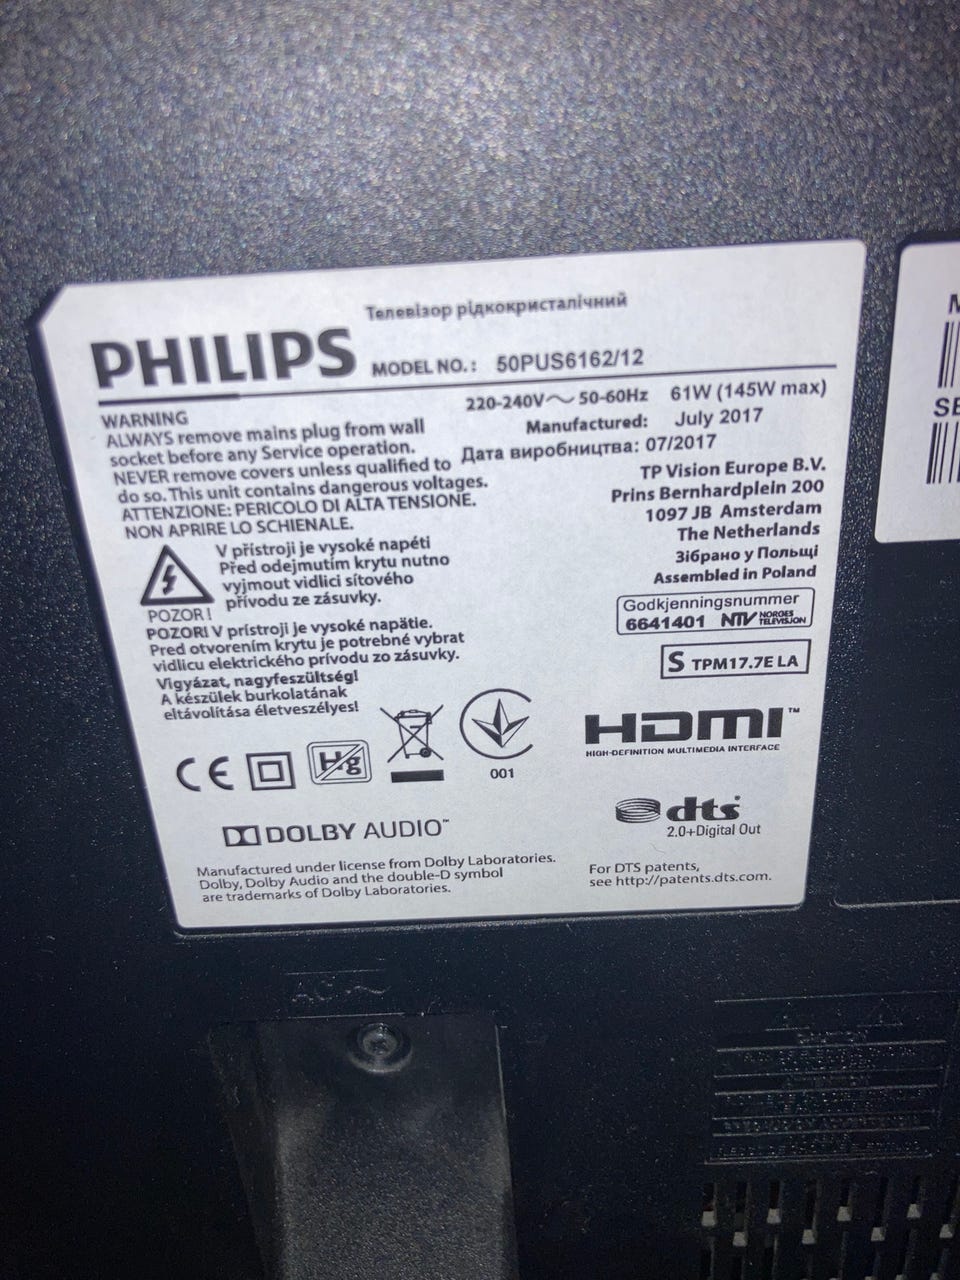 Телевізор рідкокристалічний
PHILIPS
MODEL NO.: 50PUS6162/12
WARNING
ALWAYS remove mains plug from wall
socket before any Service operation.
NEVER remove covers unless qualified to
do so. This unit contains dangerous voltages.
ATTENZIONE: PERICOLO DI ALTA TENSIONE.
NON APRIRE LO SCHIENALE.
220-240V~ 50-60Hz 61W (145W max)
Manufactured: July 2017
Дата виробництва: 07/2017
TP Vision Europe B.V.
Prins Bernhardplein 200
1097 JB Amsterdam
The Netherlands
Зібрано у Польщі
Assembled in Poland
V přístroji je vysoké napětí
Před odejmutím krytu nutno
vyjmout vidlici síťového
přívodu ze zásuvky.
POZOR!
POZOR! V prístroji je vysoké napätie.
Pred otvorením krytu je potrebné vybrat
vidlicu elektrického prívodu zo zásuvky.
Vigyázat, nagyfeszültség!
A készülek burkolatának
eltávolítása életveszélyes!
Godkjenningsnummer
6641401 NTV NORGES TELEVISJON
S TPM17.7E LA
CE
Hg
001
HDMI™
HIGH-DEFINITION MULTIMEDIA INTERFACE
DOLBY AUDIO™
dts
2.0+Digital Out
Manufactured under license from Dolby Laboratories.
Dolby, Dolby Audio and the double-D symbol
are trademarks of Dolby Laboratories.
For DTS patents,
see http://patents.dts.com.
AC ~